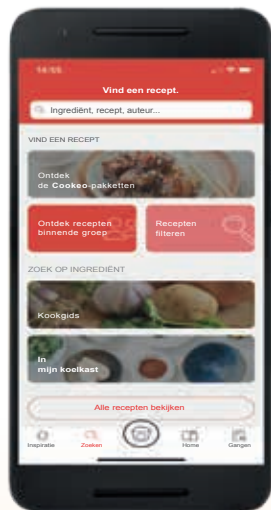 14:55
Vind een recept.
Ingrediënt, recept, auteur...
VIND EEN RECEPT
Ontdek
de Cookeo-pakketten
Ontdek recepten
binnende groep
Recepten
filteren
ZOEK OP INGREDIËNT
Kookgids
In
mijn koelkast
Alle recepten bekijken
Inspiratie
Zoeken
Home
Gangen